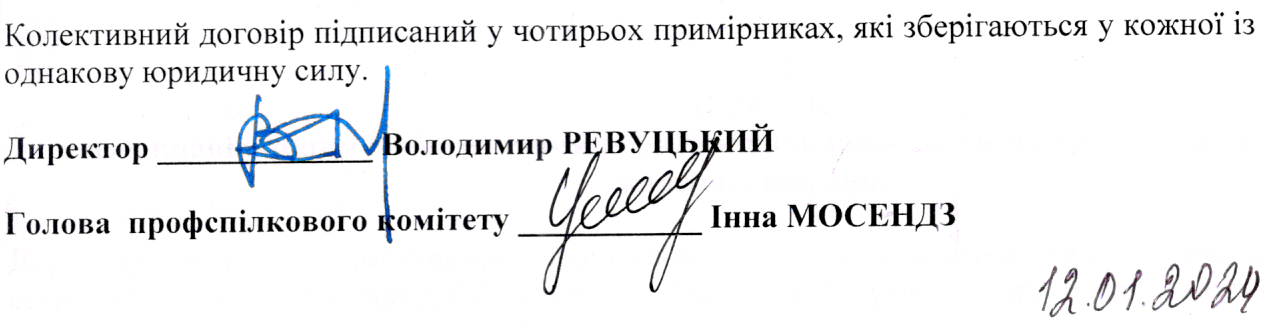 Колективний договір підписаний у чотирьох примірниках, які зберігаються у кожної із
однакову юридичну силу.
Директор ______________ Володимир РЕВУЦЬКИЙ
Голова профспілкового комітету ____________ Інна МОСЕНДЗ
12.01.2024